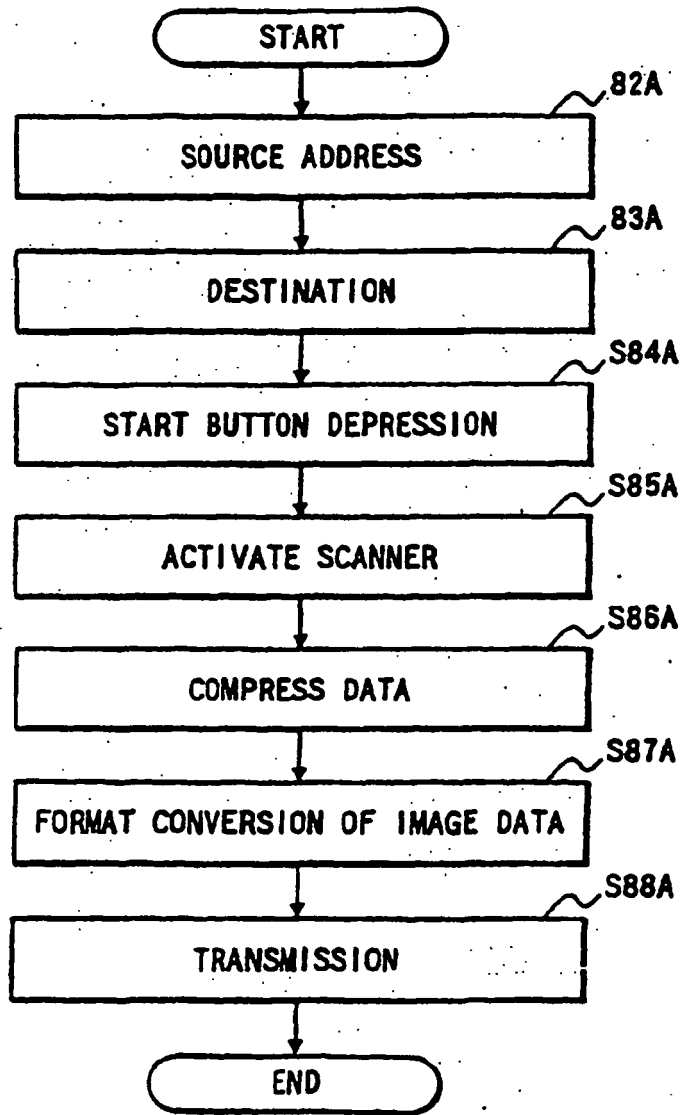 START
82A
SOURCE ADDRESS
83A
DESTINATION
S84A
START BUTTON DEPRESSION
S85A
ACTIVATE SCANNER
S86A
COMPRESS DATA
S87A
FORMAT CONVERSION OF IMAGE DATA
S88A
TRANSMISSION
END